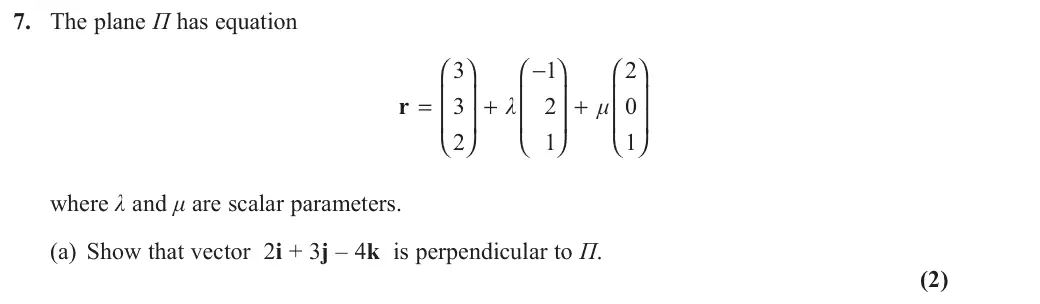 7. The plane Π has equation
r = (3 3 2) + λ(−1 2 1) + μ(2 0 1)
where λ and μ are scalar parameters.
(a) Show that vector 2i + 3j – 4k is perpendicular to Π.
(2)